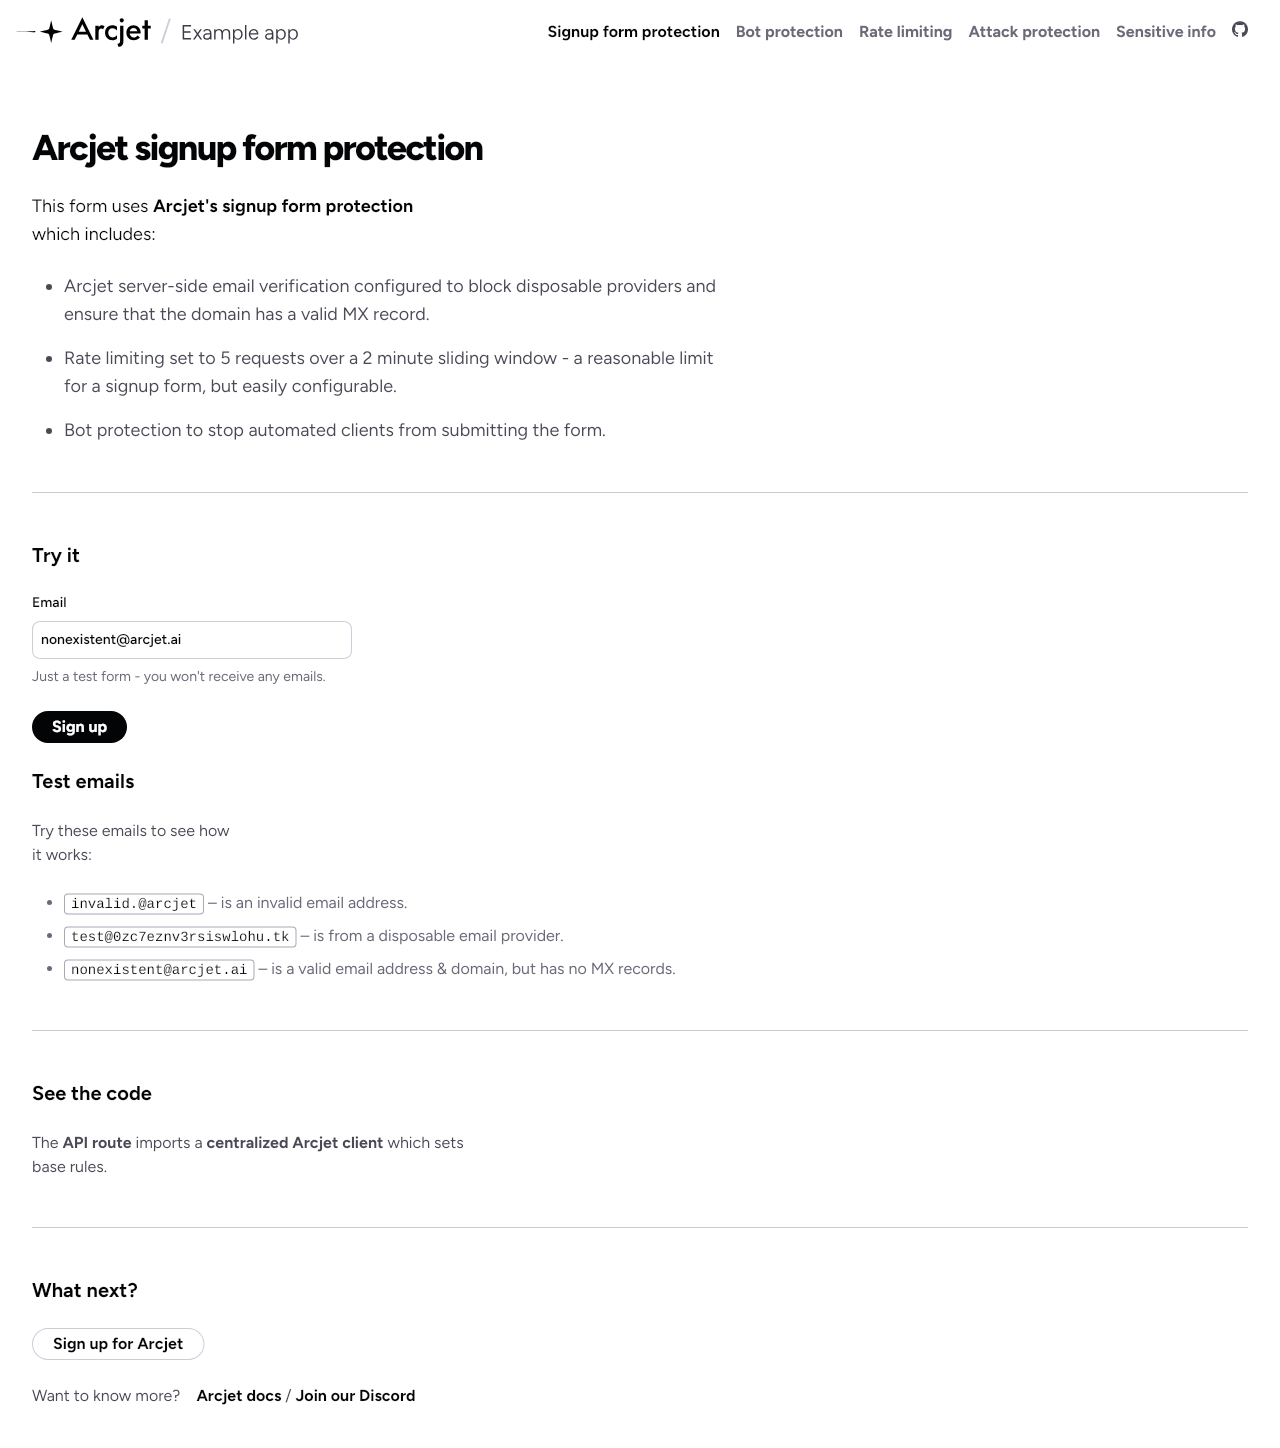 Arcjet / Example app
Signup form protection Bot protection Rate limiting Attack protection Sensitive info
Arcjet signup form protection
This form uses Arcjet's signup form protection
which includes:
• Arcjet server-side email verification configured to block disposable providers and
ensure that the domain has a valid MX record.
• Rate limiting set to 5 requests over a 2 minute sliding window - a reasonable limit
for a signup form, but easily configurable.
• Bot protection to stop automated clients from submitting the form.
Try it
Email
nonexistent@arcjet.ai
Just a test form - you won't receive any emails.
Sign up
Test emails
Try these emails to see how
it works:
• invalid.@arcjet – is an invalid email address.
• test@0zc7eznv3rsiswlohu.tk – is from a disposable email provider.
• nonexistent@arcjet.ai – is a valid email address & domain, but has no MX records.
See the code
The API route imports a centralized Arcjet client which sets
base rules.
What next?
Sign up for Arcjet
Want to know more? Arcjet docs / Join our Discord